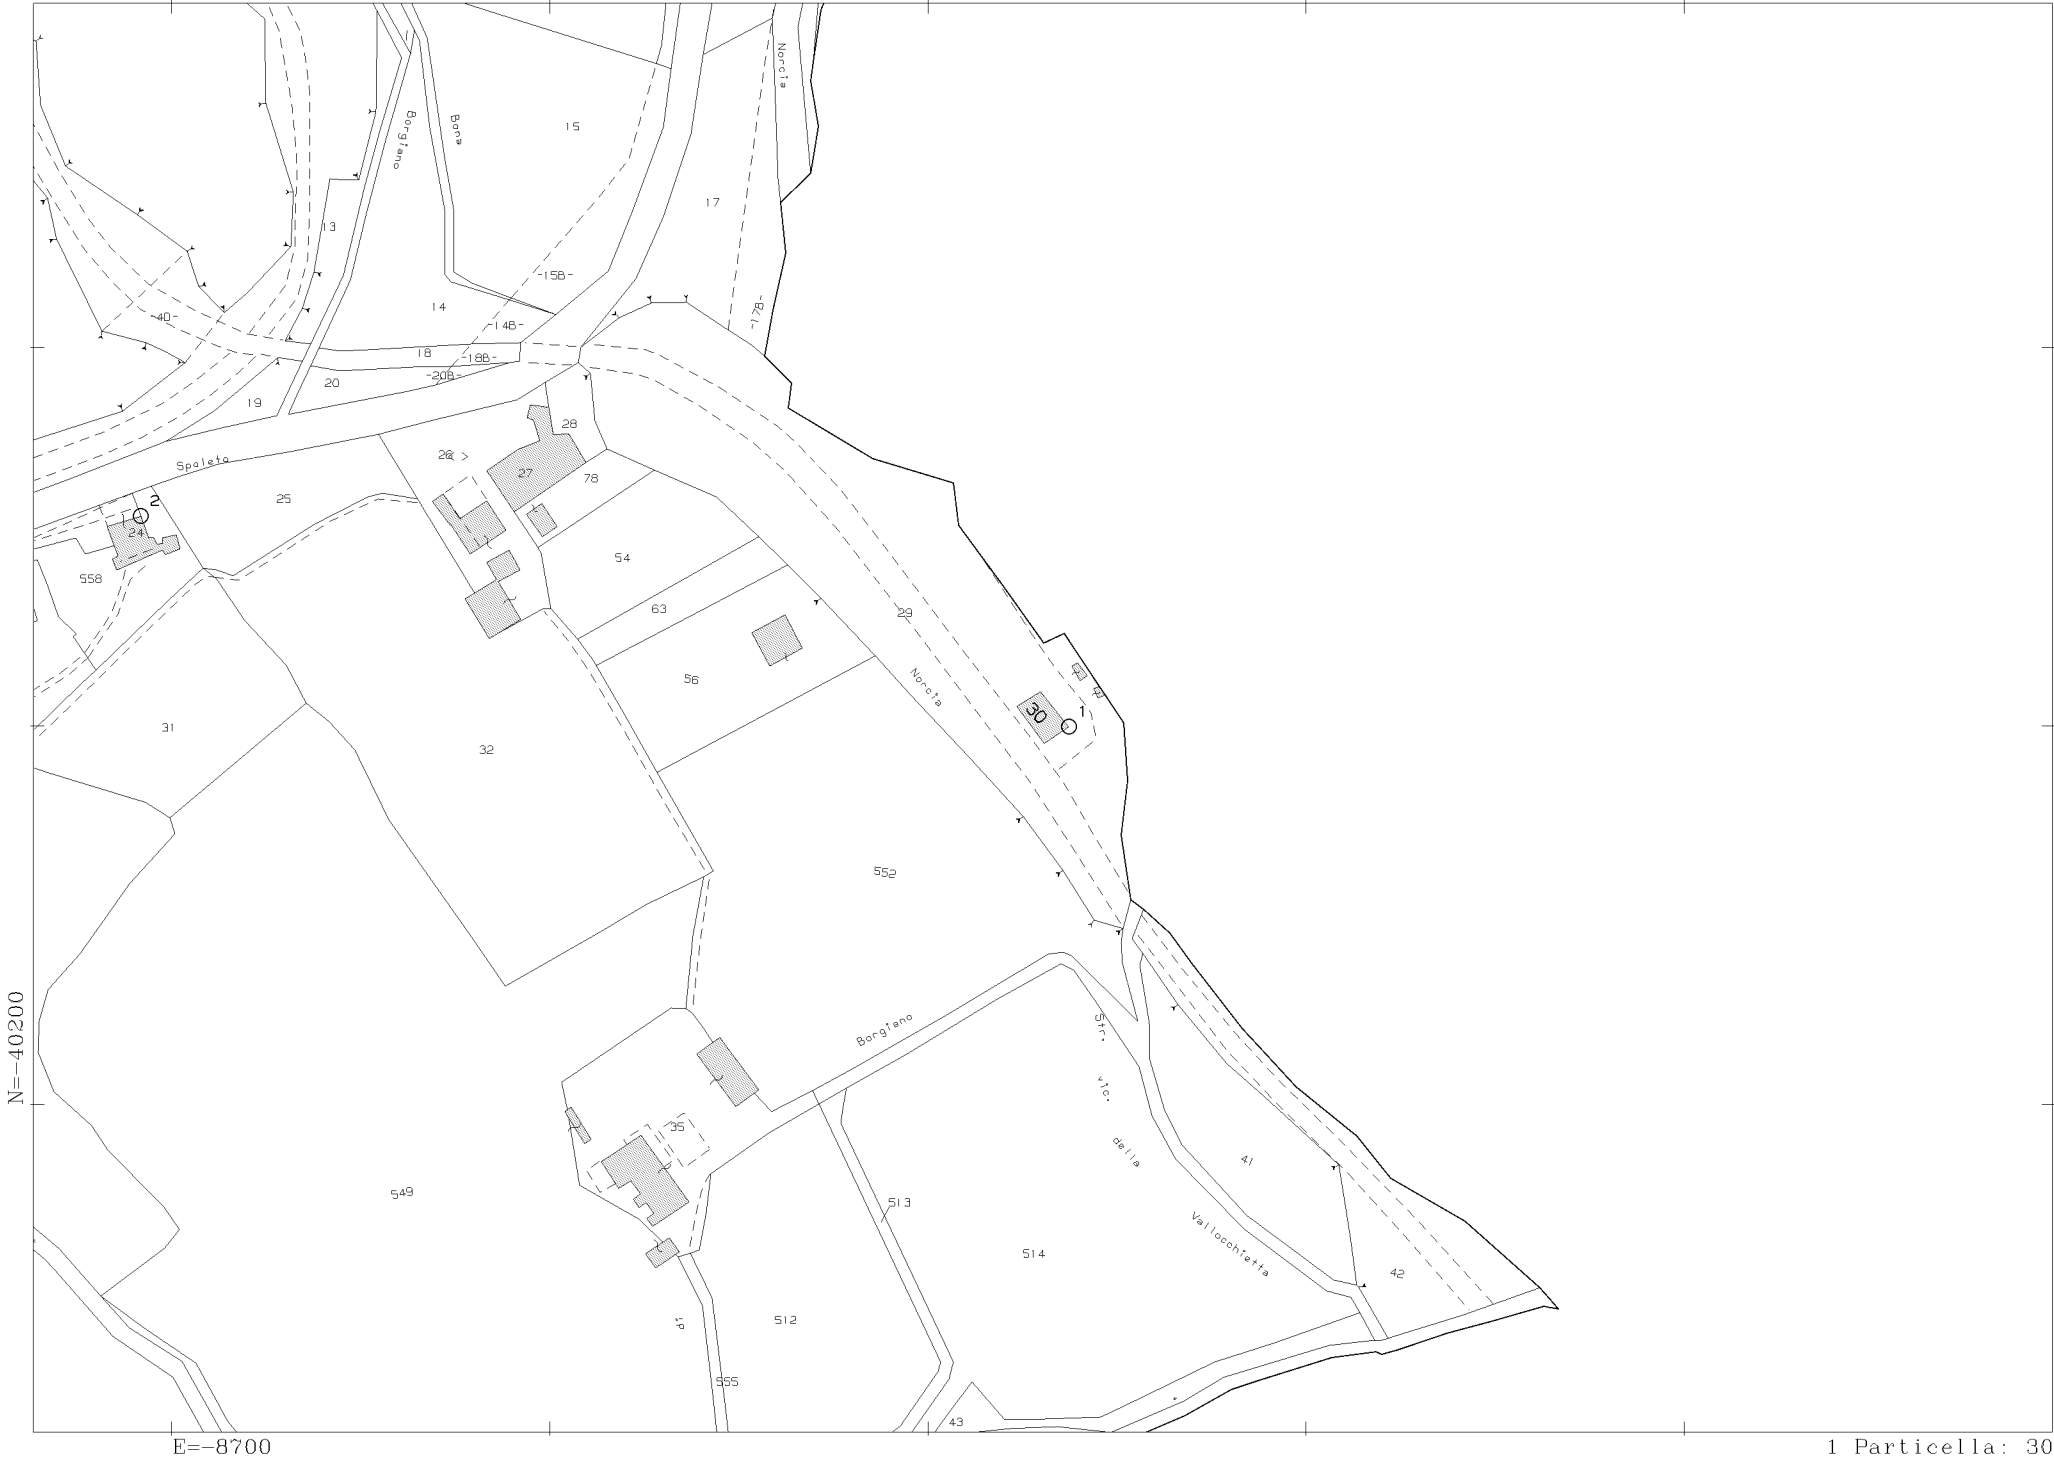 Norcia
Bana
Borgiano
15
17
13
-15B-
14
-14B-
-17B-
-40-
18
-18B-
20
-20B-
19
28
26
Spoleto
27
78
25
2
24
54
558
63
29
56
Norcia
30
1
31
32
552
N=-40200
Borgiano
Str.
vic.
della
Vallocchietta
35
41
549
513
514
42
512
di
555
43
E=-8700
1 Particella: 30